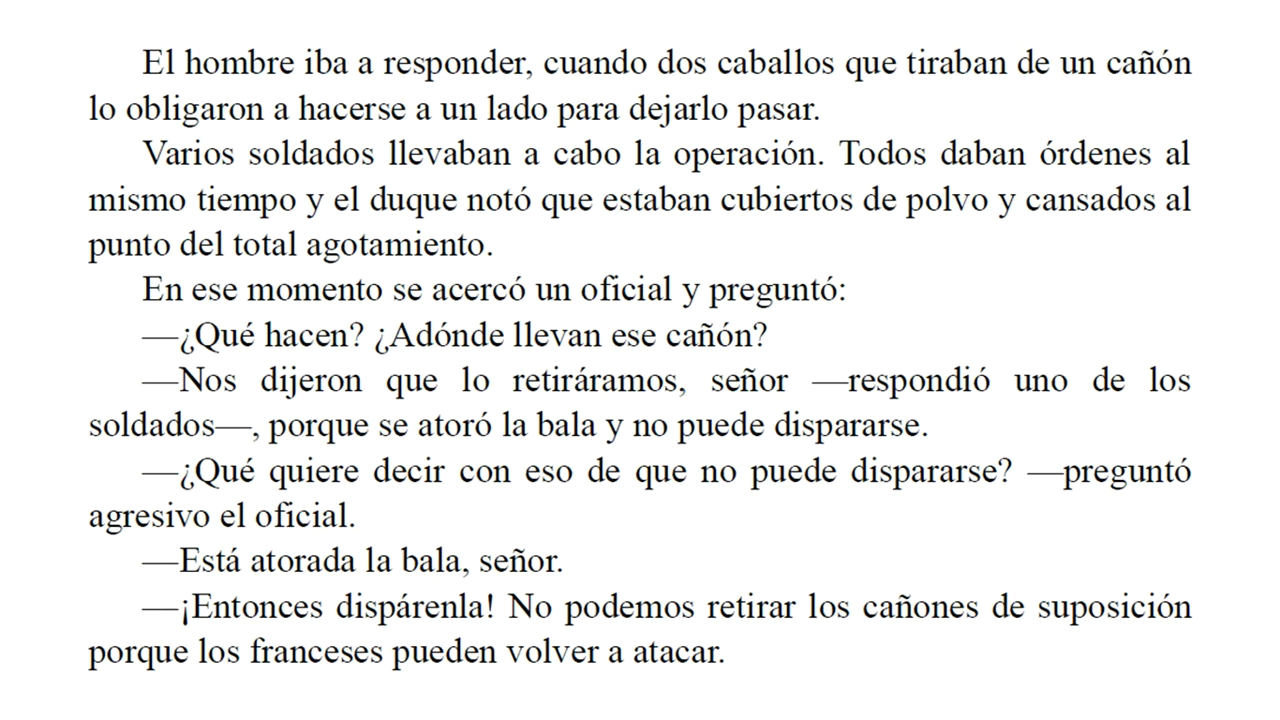 El hombre iba a responder, cuando dos caballos que tiraban de un cañón
lo obligaron a hacerse a un lado para dejarlo pasar.
Varios soldados llevaban a cabo la operación. Todos daban órdenes al
mismo tiempo y el duque notó que estaban cubiertos de polvo y cansados al
punto del total agotamiento.
En ese momento se acercó un oficial y preguntó:
—¿Qué hacen? ¿Adónde llevan ese cañón?
—Nos dijeron que lo retiráramos, señor —respondió uno de los
soldados—, porque se atoró la bala y no puede dispararse.
—¿Qué quiere decir con eso de que no puede dispararse? —preguntó
agresivo el oficial.
—Está atorada la bala, señor.
—¡Entonces dispárenla! No podemos retirar los cañones de suposición
porque los franceses pueden volver a atacar.